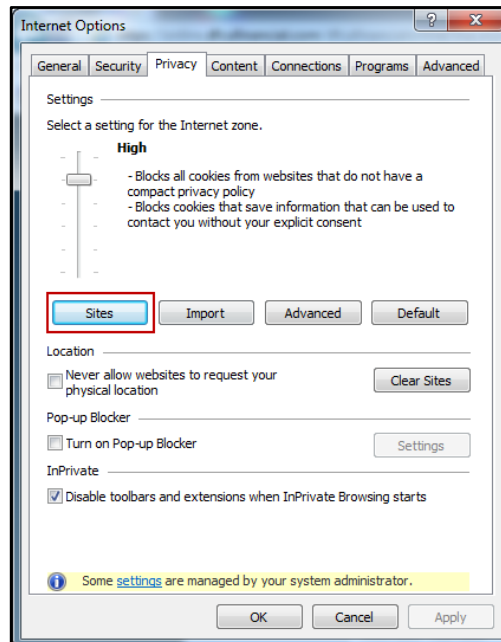 Internet Options
General Security Privacy Content Connections Programs Advanced
Settings
Select a setting for the Internet zone.
High
- Blocks all cookies from websites that do not have a
compact privacy policy
- Blocks cookies that save information that can be used to
contact you without your explicit consent
Sites Import Advanced Default
Location
Never allow websites to request your
physical location
Clear Sites
Pop-up Blocker
Turn on Pop-up Blocker
Settings
InPrivate
Disable toolbars and extensions when InPrivate Browsing starts
Some settings are managed by your system administrator.
OK Cancel Apply